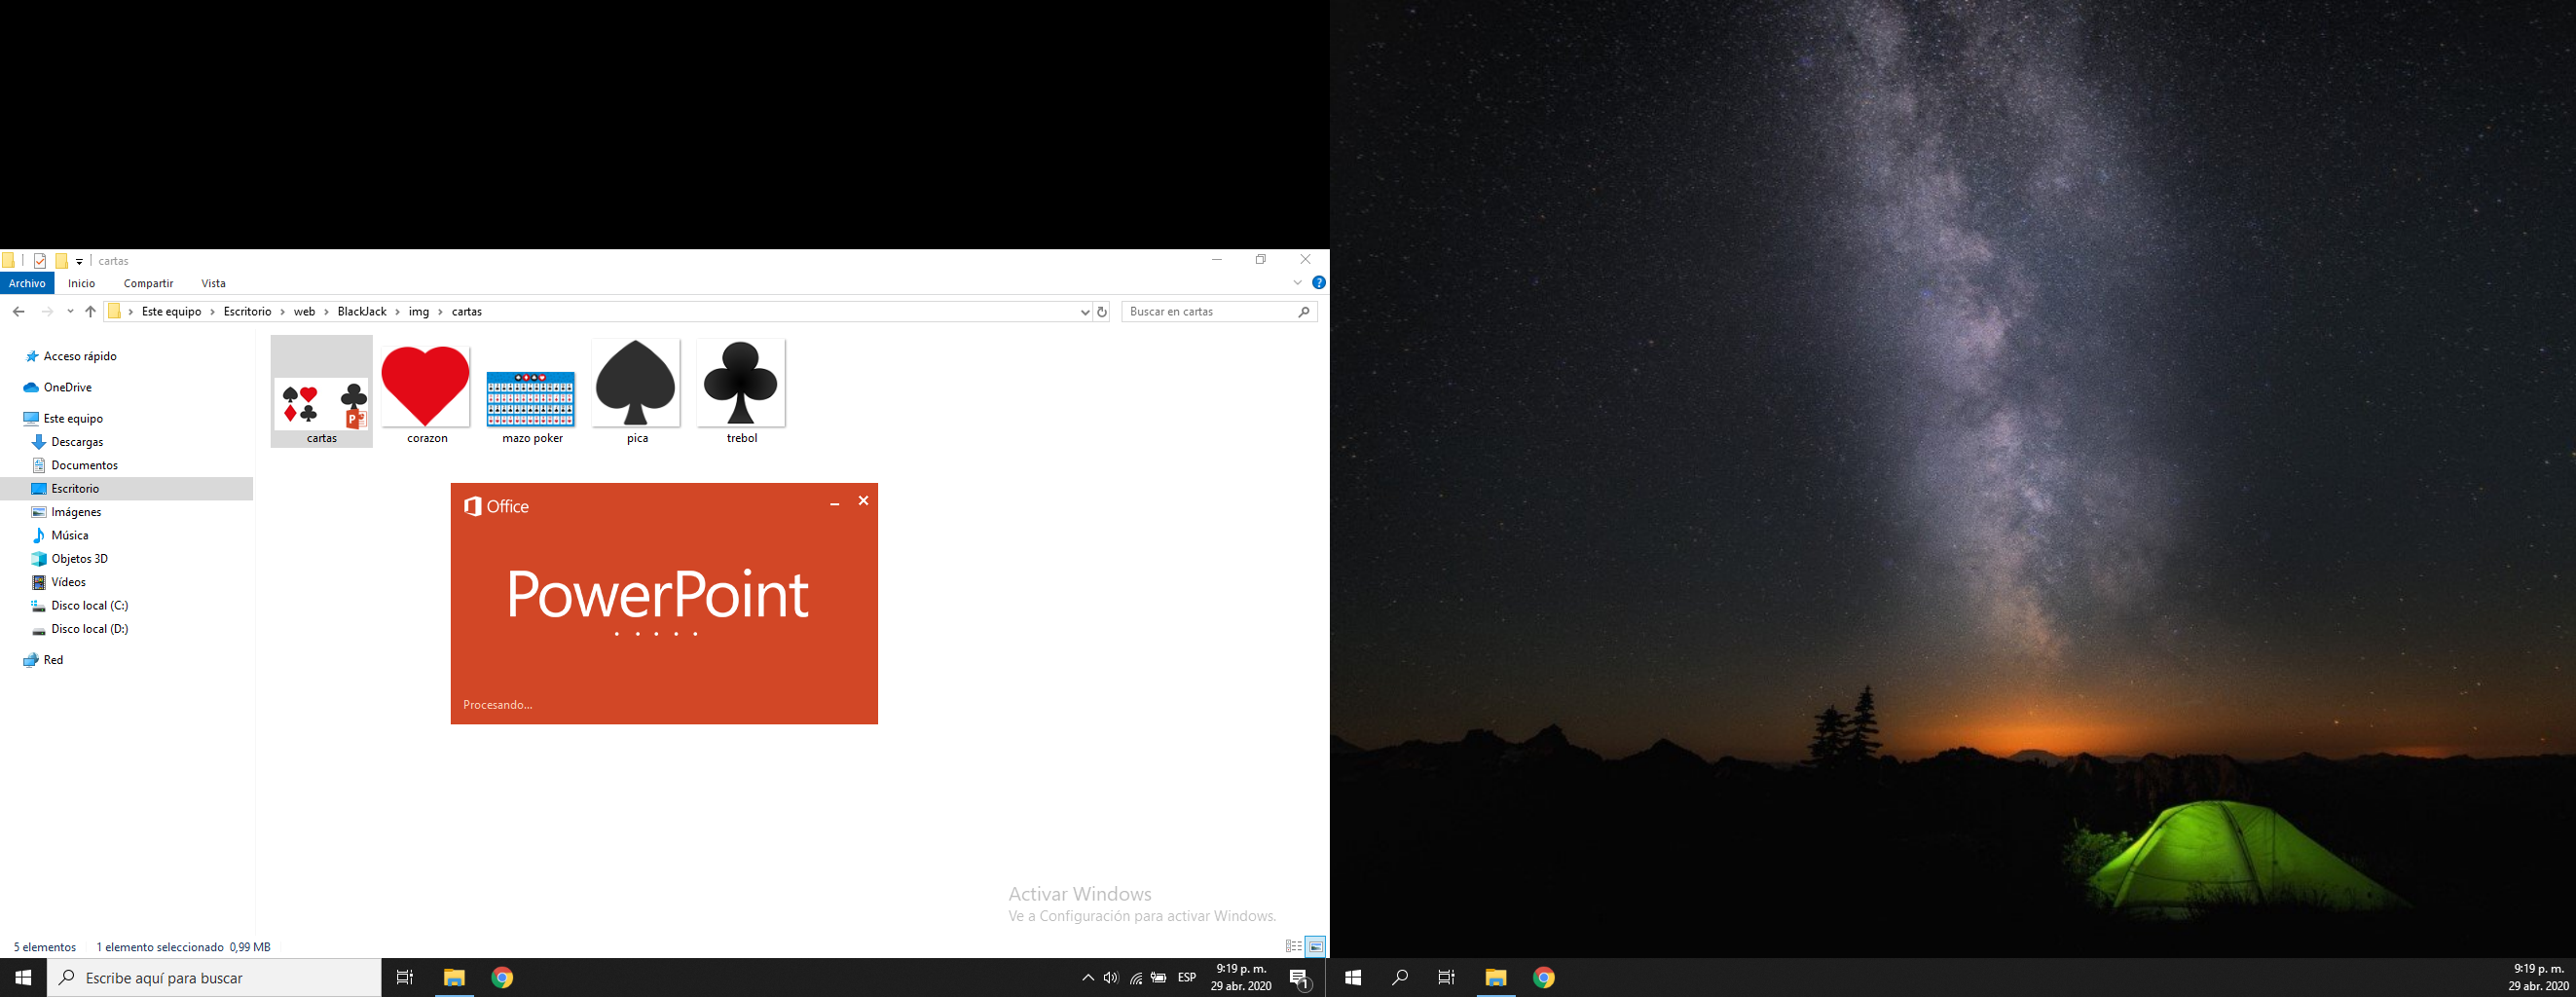 cartas
Archivo Inicio Compartir Vista
Este equipo Escritorio web BlackJack img cartas
Buscar en cartas
Acceso rápido
OneDrive
Este equipo
Descargas
Documentos
Escritorio
Imágenes
Música
Objetos 3D
Vídeos
Disco local (C:)
Disco local (D:)
Red
P
cartas corazon mazo poker pica trebol
Office
PowerPoint
Procesando...
Activar Windows
Ve a Configuración para activar Windows.
5 elementos 1 elemento seleccionado 0,99 MB
Escribe aquí para buscar
ESP
9:19 p. m.
29 abr. 2020
1
9:19 p. m.
29 abr. 2020